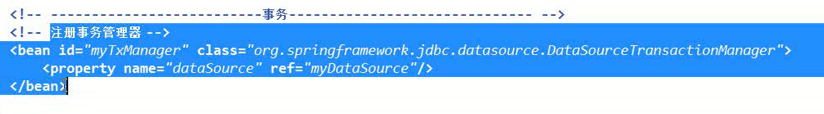 <!-- --------------------------事务------------------------------ -->
<!-- 注册事务管理器 -->
<bean id="myTxManager" class="org.springframework.jdbc.datasource.DataSourceTransactionManager">
<property name="dataSource" ref="myDataSource"/>
</bean>